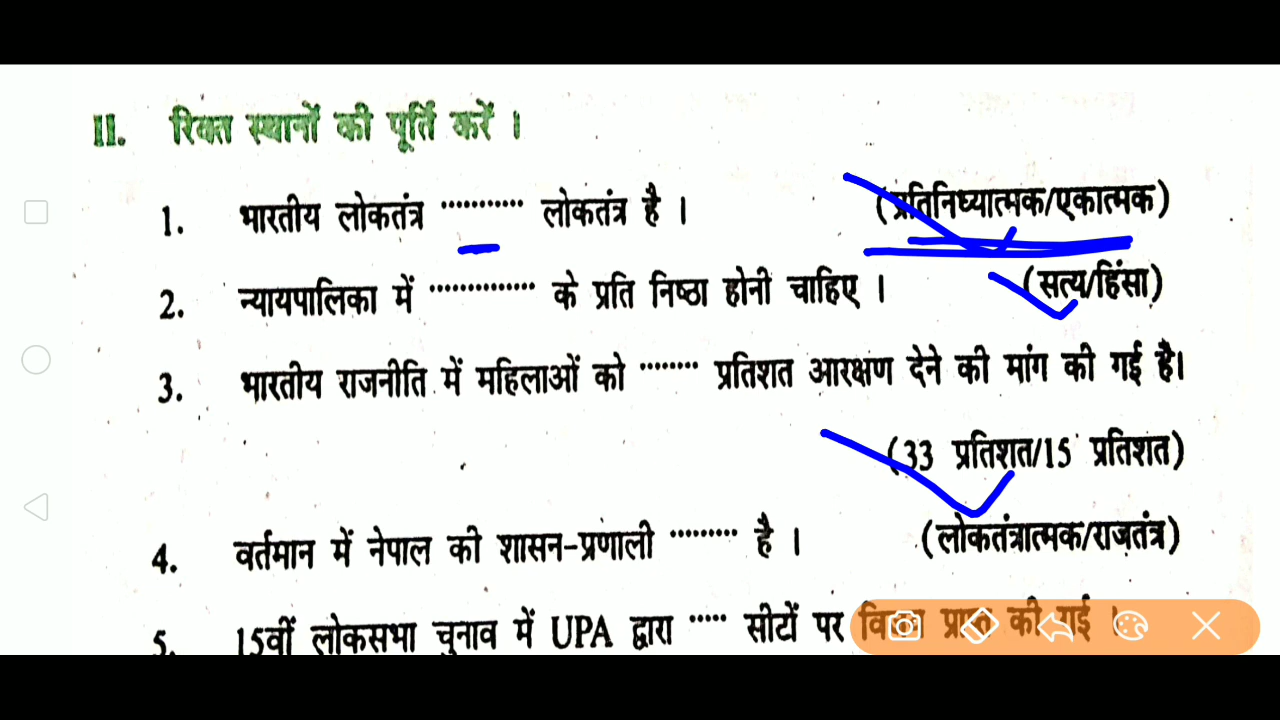 II. रिक्त स्थानों की पूर्ति करें ।
1. भारतीय लोकतंत्र ............ लोकतंत्र है । (प्रतिनिध्यात्मक/एकात्मक)
2. न्यायपालिका में ............... के प्रति निष्ठा होनी चाहिए । (सत्य/हिंसा)
3. भारतीय राजनीति में महिलाओं को ........ प्रतिशत आरक्षण देने की मांग की गई है।
(33 प्रतिशत/15 प्रतिशत)
4. वर्तमान में नेपाल की शासन-प्रणाली ......... है । (लोकतंत्रात्मक/राजतंत्र)
5. 15वीं लोकसभा चुनाव में UPA द्वारा ..... सीटों पर विजय प्राप्त की गई ।